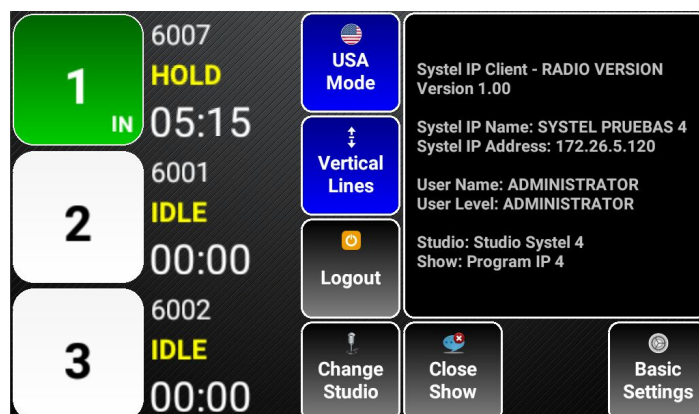 1
IN
6007
HOLD
05:15
2
6001
IDLE
00:00
3
6002
IDLE
00:00
USA
Mode
Vertical
Lines
Logout
Change
Studio
Systel IP Client - RADIO VERSION
Version 1.00
Systel IP Name: SYSTEL PRUEBAS 4
Systel IP Address: 172.26.5.120
User Name: ADMINISTRATOR
User Level: ADMINISTRATOR
Studio: Studio Systel 4
Show: Program IP 4
Close
Show
Basic
Settings